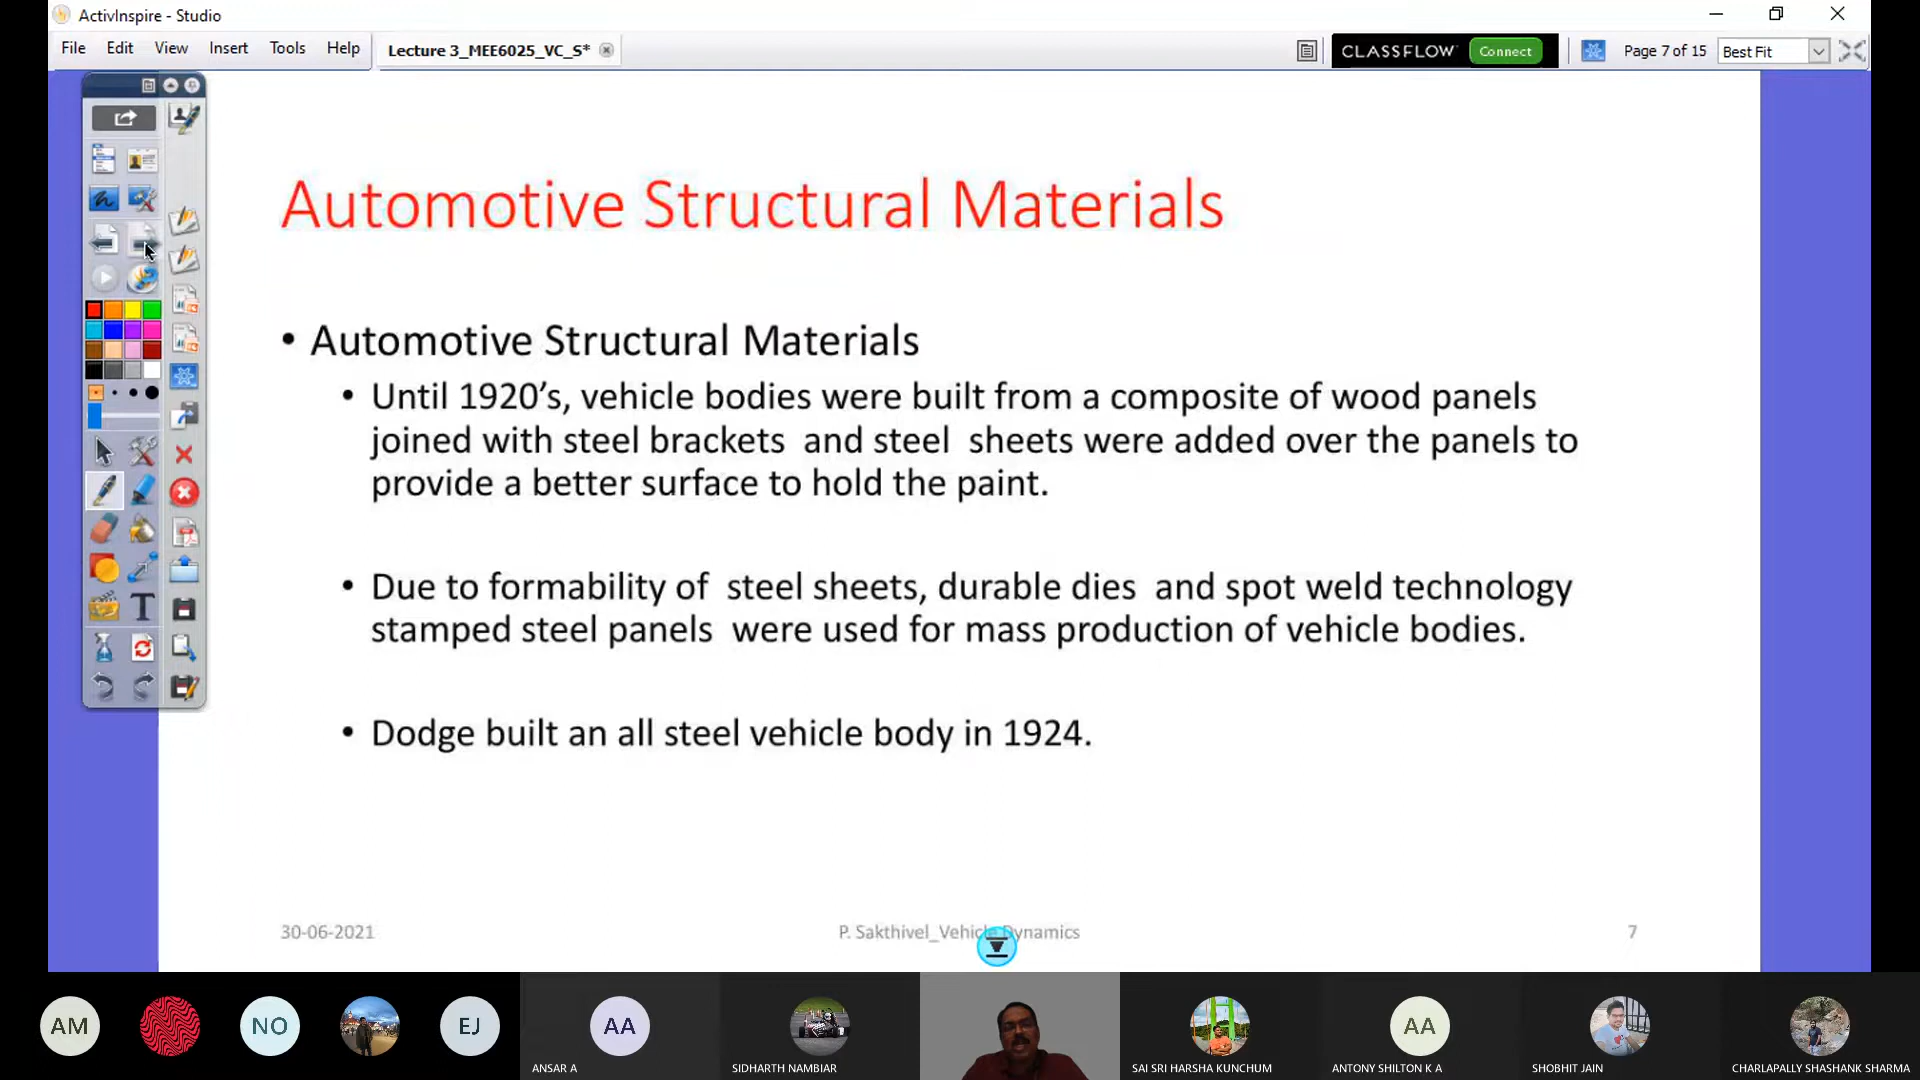 ActivInspire - Studio
File Edit View Insert Tools Help
Lecture 3_MEE6025_VC_S*
CLASSFLOW Connect
Page 7 of 15 Best Fit
Automotive Structural Materials
• Automotive Structural Materials
• Until 1920’s, vehicle bodies were built from a composite of wood panels
joined with steel brackets and steel sheets were added over the panels to
provide a better surface to hold the paint.
• Due to formability of steel sheets, durable dies and spot weld technology
stamped steel panels were used for mass production of vehicle bodies.
• Dodge built an all steel vehicle body in 1924.
30-06-2021 P. Sakthivel_Vehicle Dynamics 7
AM NO EJ AA AA
ANSAR A SIDHARTH NAMBIAR SAI SRI HARSHA KUNCHUM ANTONY SHILTON K A SHOBHIT JAIN CHARLAPALLY SHASHANK SHARMA